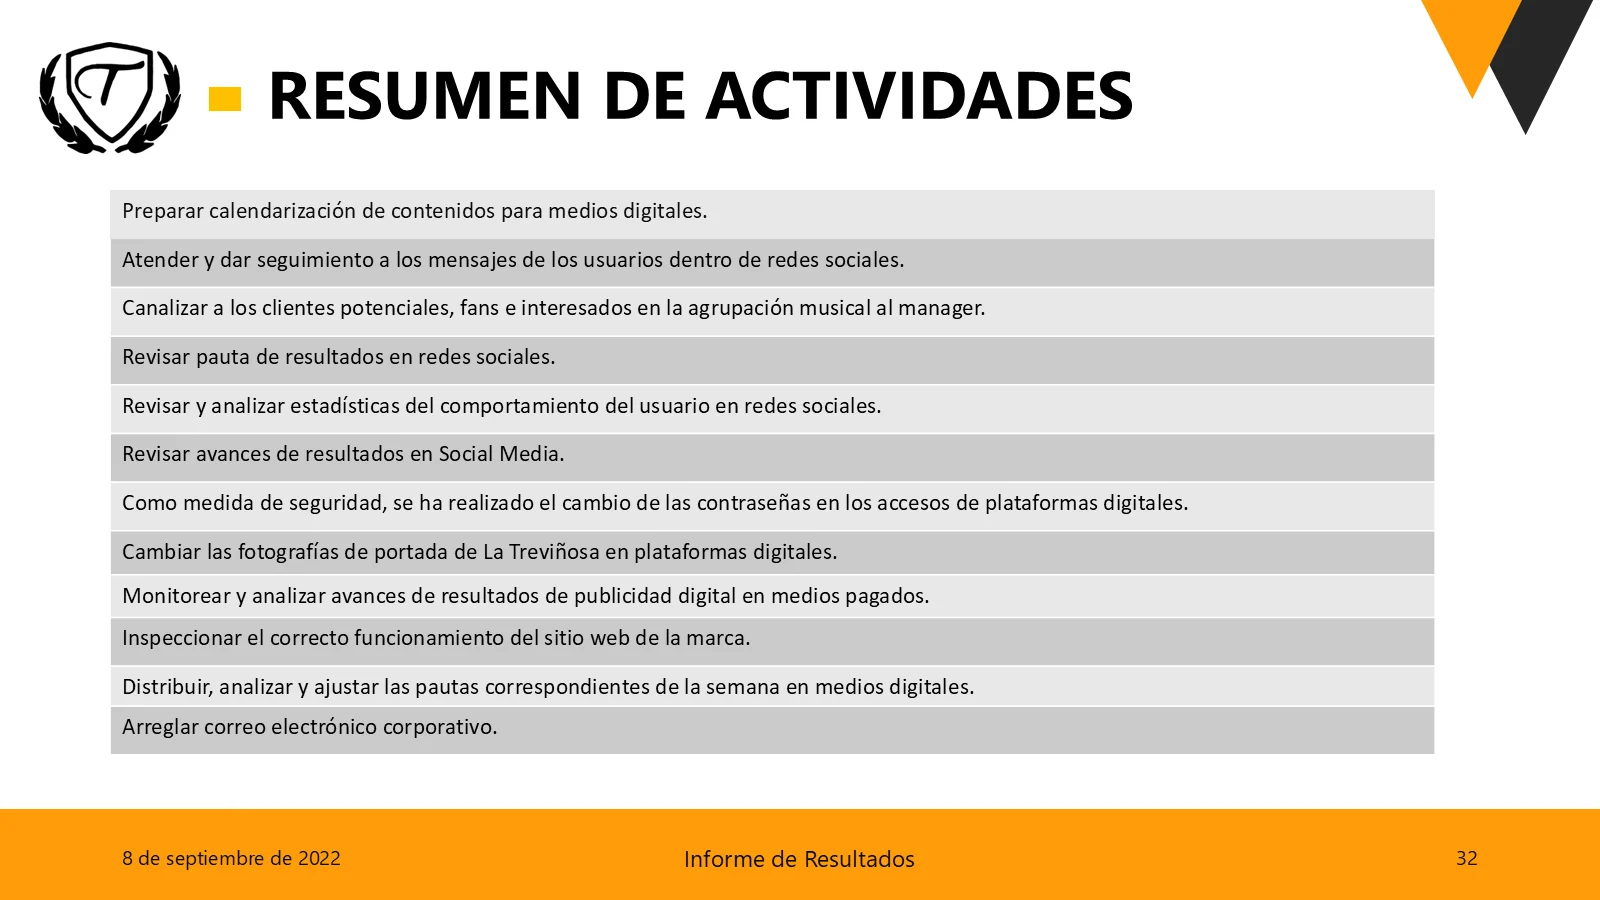 T
RESUMEN DE ACTIVIDADES
Preparar calendarización de contenidos para medios digitales.
Atender y dar seguimiento a los mensajes de los usuarios dentro de redes sociales.
Canalizar a los clientes potenciales, fans e interesados en la agrupación musical al manager.
Revisar pauta de resultados en redes sociales.
Revisar y analizar estadísticas del comportamiento del usuario en redes sociales.
Revisar avances de resultados en Social Media.
Como medida de seguridad, se ha realizado el cambio de las contraseñas en los accesos de plataformas digitales.
Cambiar las fotografías de portada de La Treviñosa en plataformas digitales.
Monitorear y analizar avances de resultados de publicidad digital en medios pagados.
Inspeccionar el correcto funcionamiento del sitio web de la marca.
Distribuir, analizar y ajustar las pautas correspondientes de la semana en medios digitales.
Arreglar correo electrónico corporativo.
8 de septiembre de 2022
Informe de Resultados
32